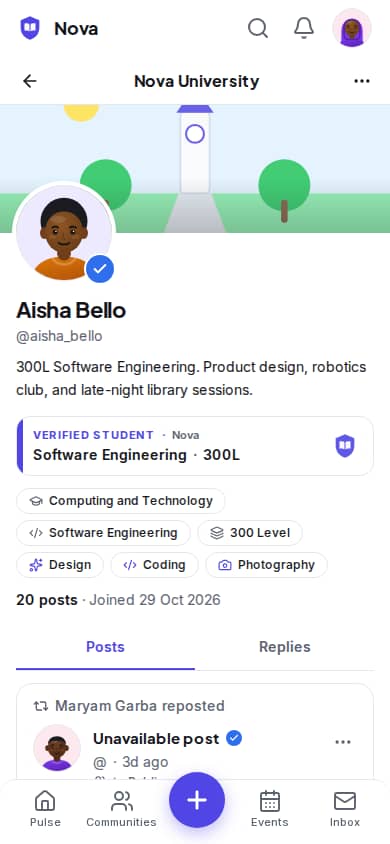 Nova
Nova University
Aisha Bello
@aisha_bello
300L Software Engineering. Product design, robotics
club, and late-night library sessions.
VERIFIED STUDENT · Nova
Software Engineering · 300L
Computing and Technology
Software Engineering
300 Level
Design
Coding
Photography
20 posts · Joined 29 Oct 2026
Posts
Replies
Maryam Garba reposted
Unavailable post
@ · 3d ago
Pulse
Communities
Events
Inbox